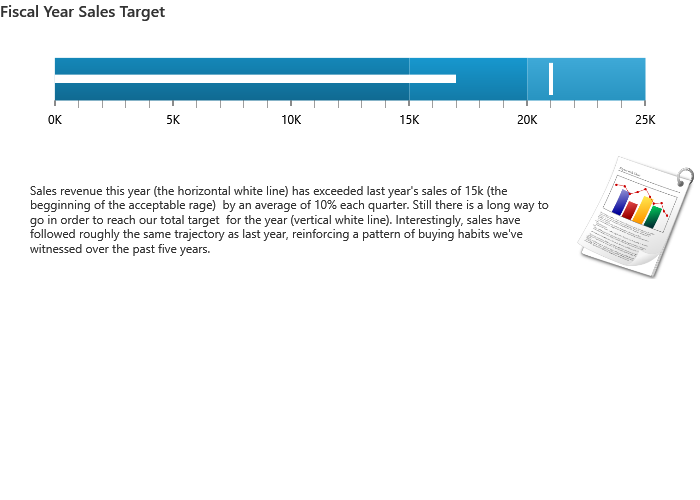 Fiscal Year Sales Target
0K 5K 10K 15K 20K 25K
Sales revenue this year (the horizontal white line) has exceeded last year's sales of 15k (the
begginning of the acceptable rage)  by an average of 10% each quarter. Still there is a long way to
go in order to reach our total target  for the year (vertical white line). Interestingly, sales have
followed roughly the same trajectory as last year, reinforcing a pattern of buying habits we've
witnessed over the past five years.